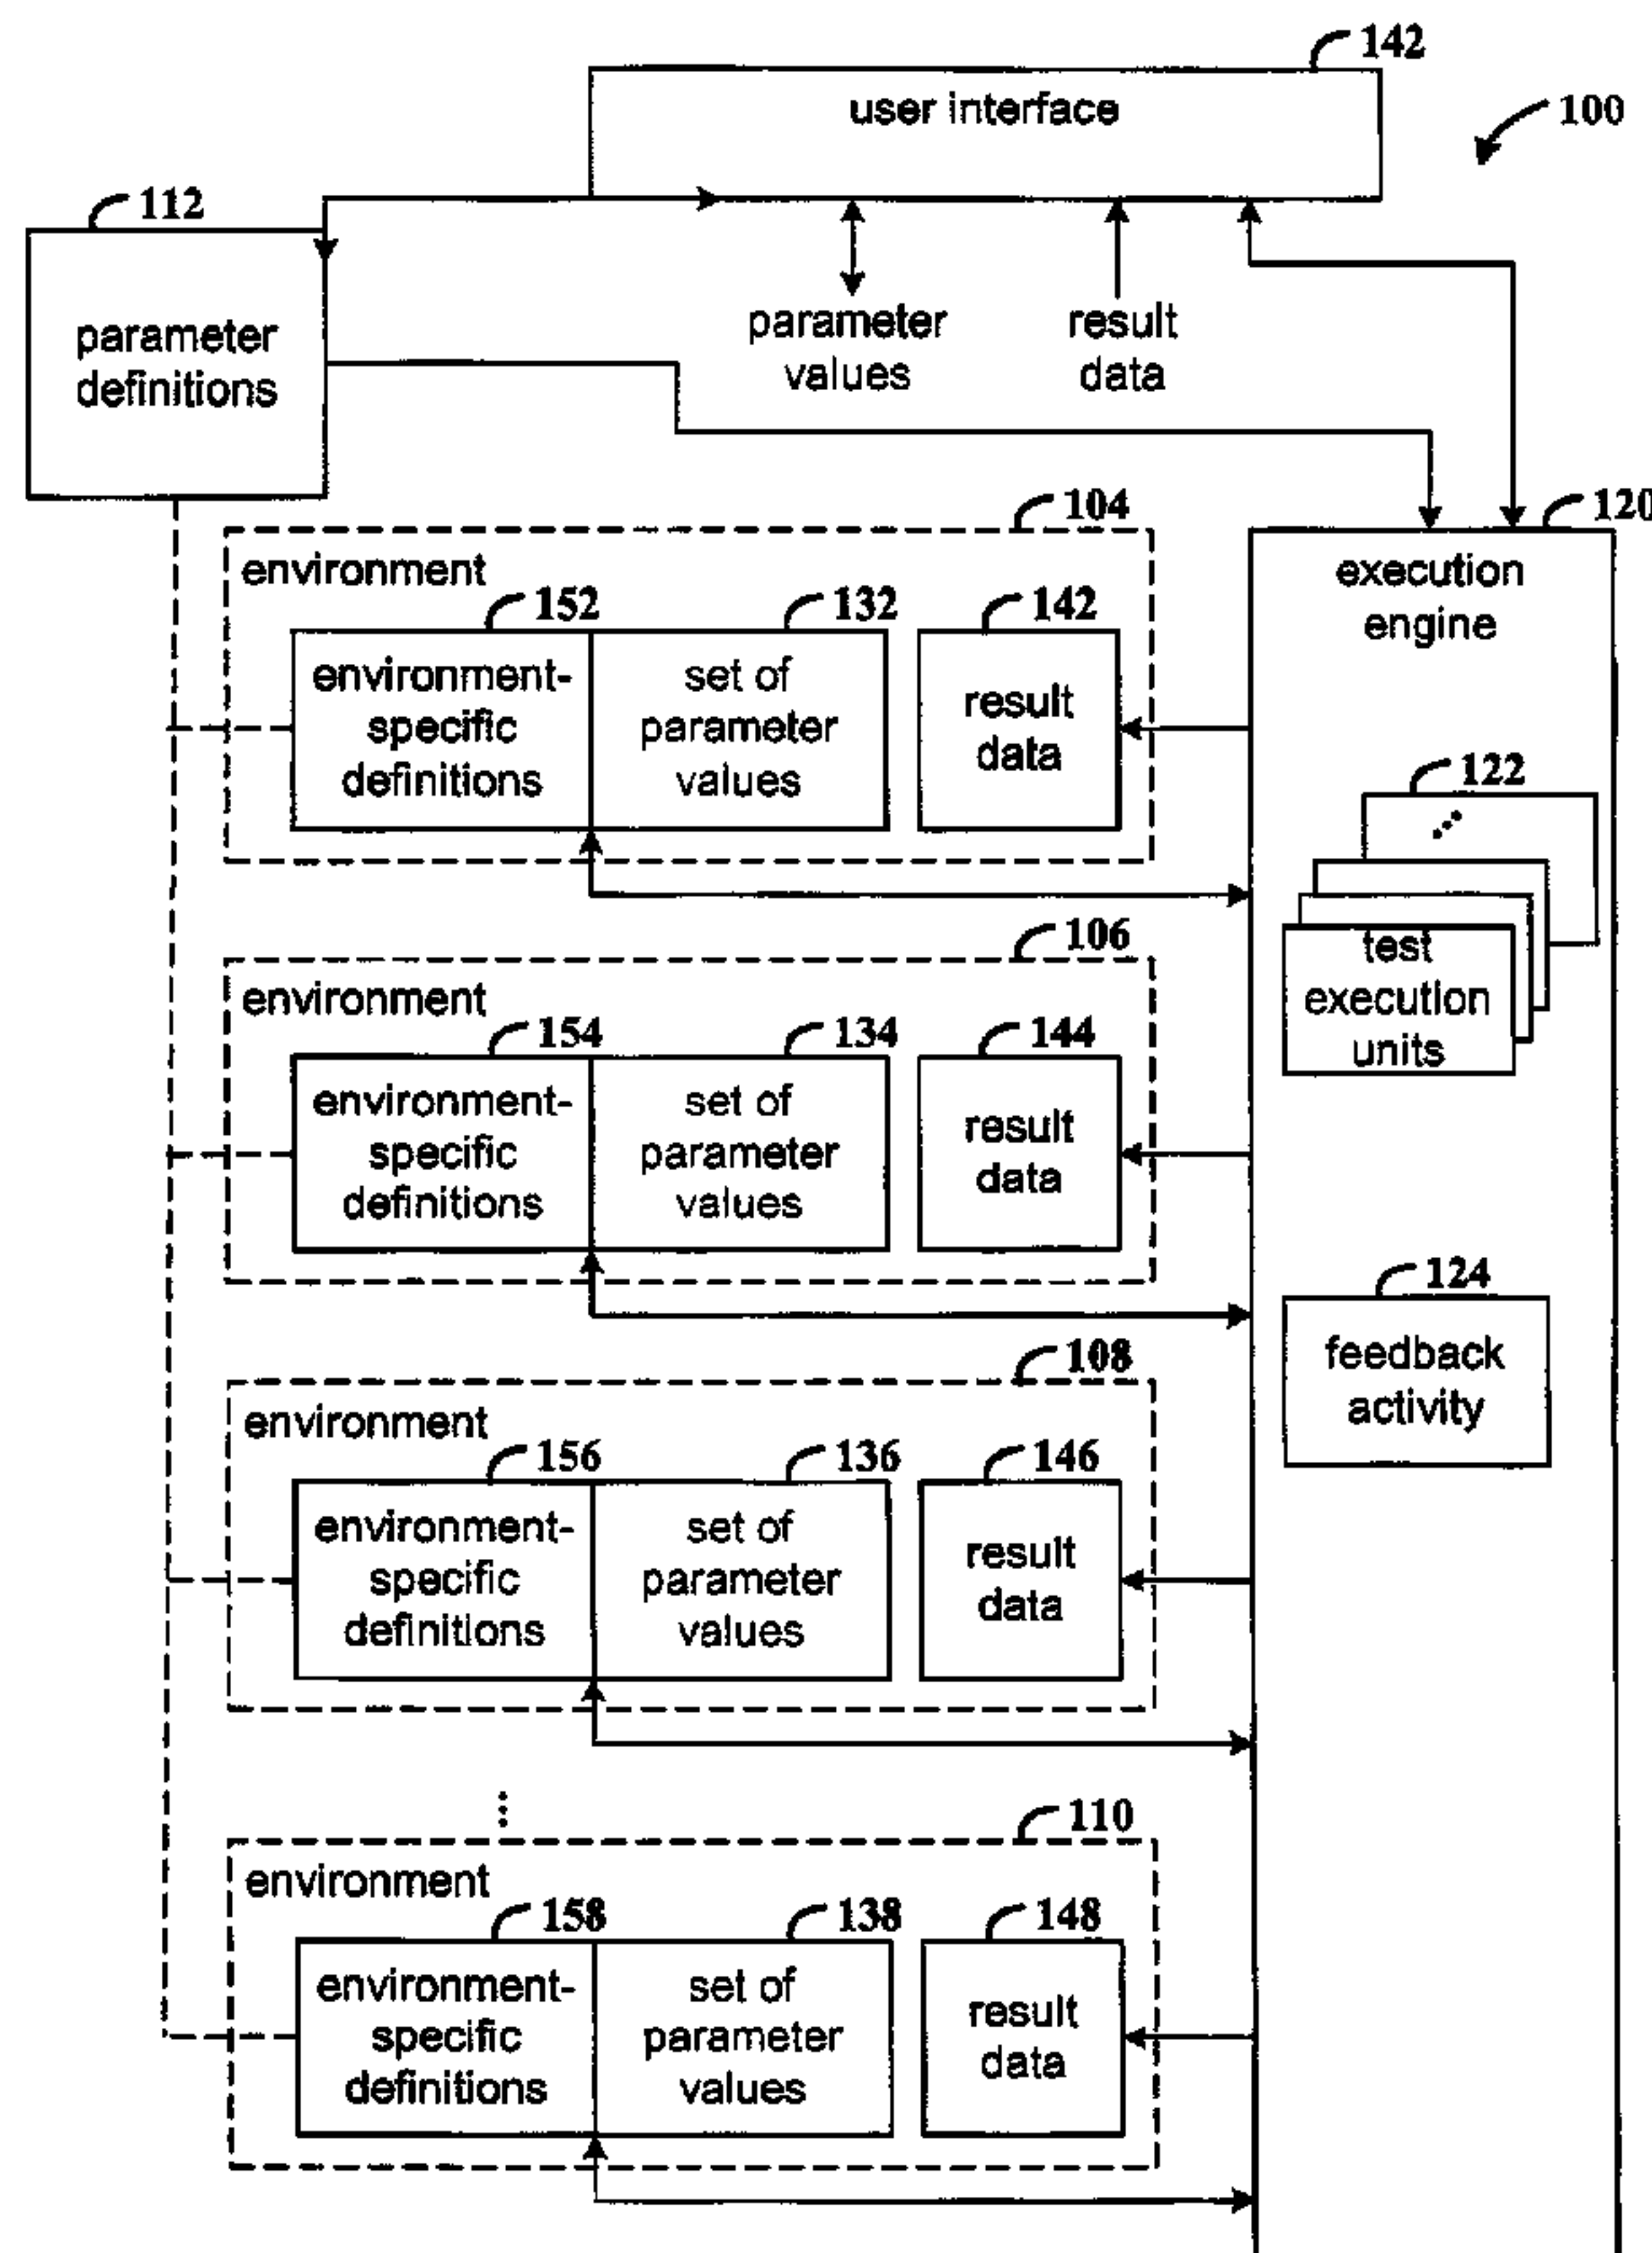 142
user interface
100
112
parameter
definitions
parameter
values
result
data
104
120
environment
execution
engine
152
132
142
environment-
specific
definitions
set of
parameter
values
result
data
122
test
execution
units
106
environment
154
134
144
environment-
specific
definitions
set of
parameter
values
result
data
124
feedback
activity
108
environment
156
136
146
environment-
specific
definitions
set of
parameter
values
result
data
110
environment
158
138
148
environment-
specific
definitions
set of
parameter
values
result
data